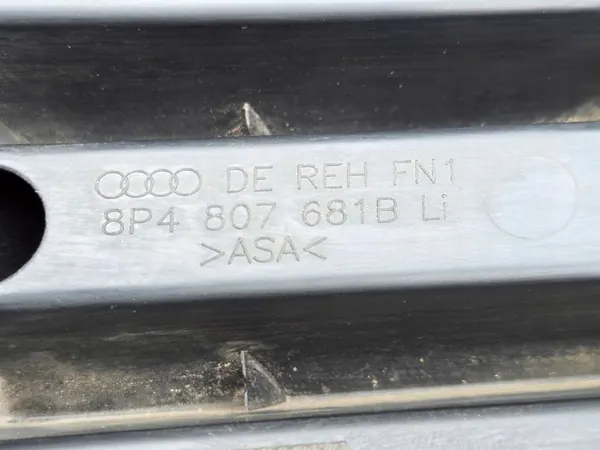 DE REH FN1
8P4 807 681B Li
>ASA<